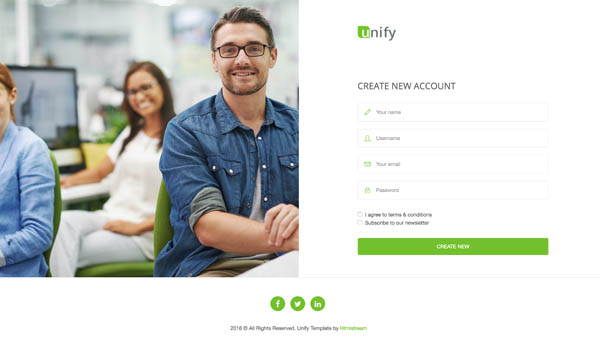 unify
CREATE NEW ACCOUNT
Your name
Username
Your email
Password
I agree to terms & conditions
Subscribe to our newsletter
CREATE NEW
2016 © All Rights Reserved. Unify Template by Htmlstream